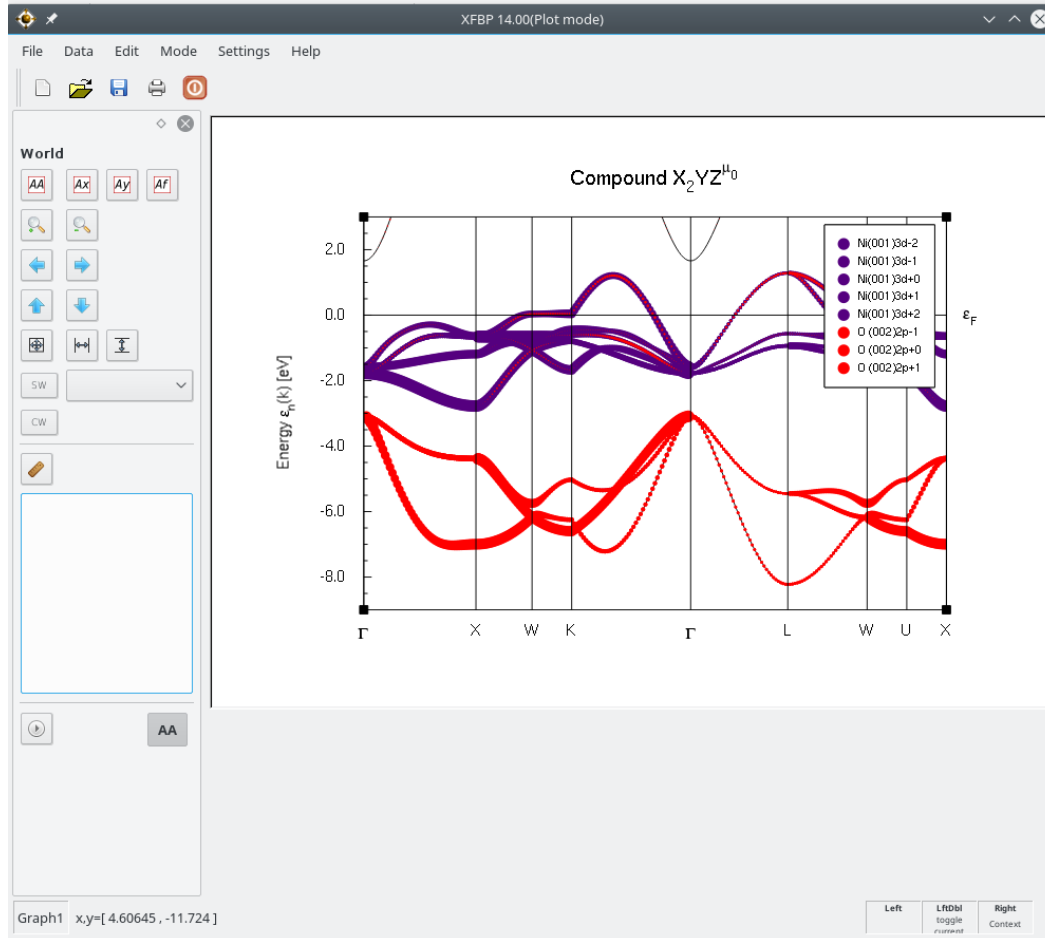 XFBP 14.00(Plot mode)
File Data Edit Mode Settings Help
World
AA Ax Ay Af
SW
CW
AA
Compound X₂YZ^μ₀
Energy εₙ(k) [eV]
2.0
0.0
-2.0
-4.0
-6.0
-8.0
εF
Ni(001)3d-2
Ni(001)3d-1
Ni(001)3d+0
Ni(001)3d+1
Ni(001)3d+2
O (002)2p-1
O (002)2p+0
O (002)2p+1
Γ X W K Γ L W U X
Graph1 x,y=[ 4.60645 , -11.724 ]
Left
LftDbl
toggle
current
Right
Context